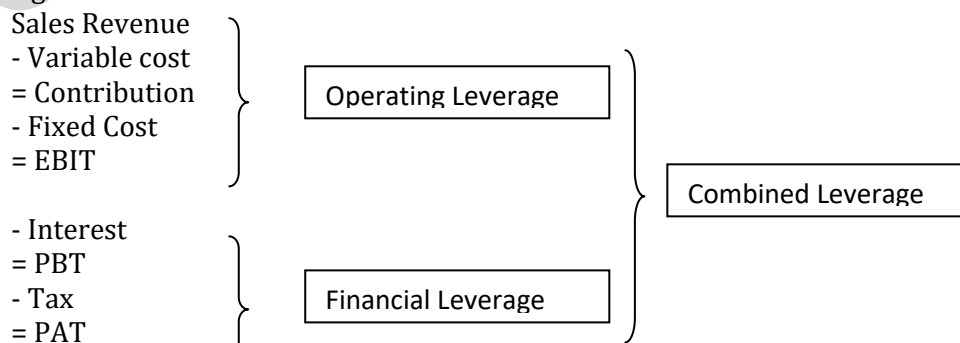 Sales Revenue
- Variable cost
= Contribution
- Fixed Cost
= EBIT
Operating Leverage
Combined Leverage
- Interest
= PBT
- Tax
= PAT
Financial Leverage